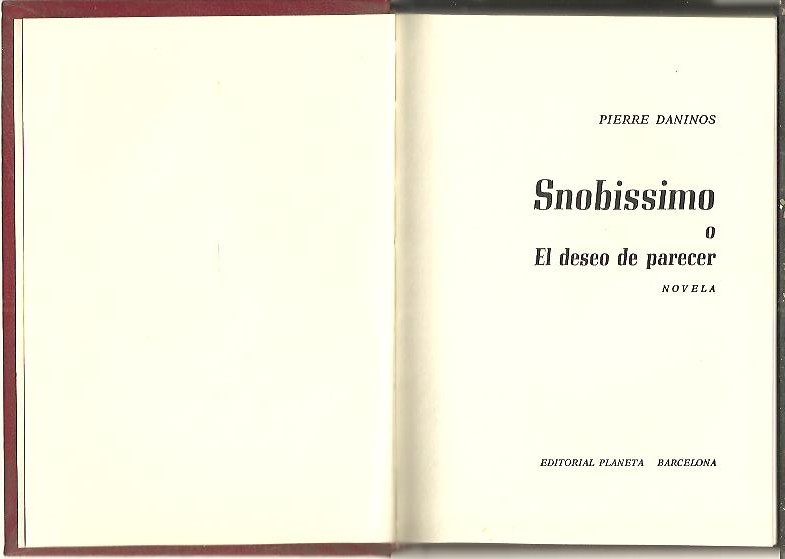 PIERRE DANINOS
Snobissimo
o
El deseo de parecer
NOVELA
EDITORIAL PLANETA BARCELONA